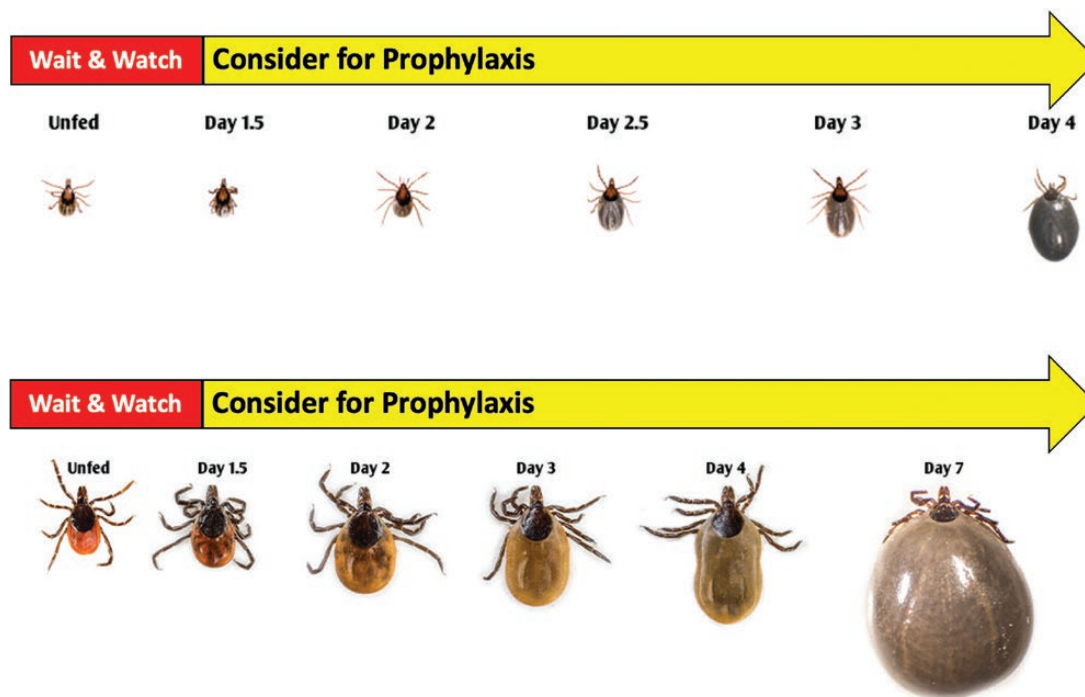 Wait & Watch Consider for Prophylaxis
Unfed Day 1.5 Day 2 Day 2.5 Day 3 Day 4
Wait & Watch Consider for Prophylaxis
Unfed Day 1.5 Day 2 Day 3 Day 4 Day 7